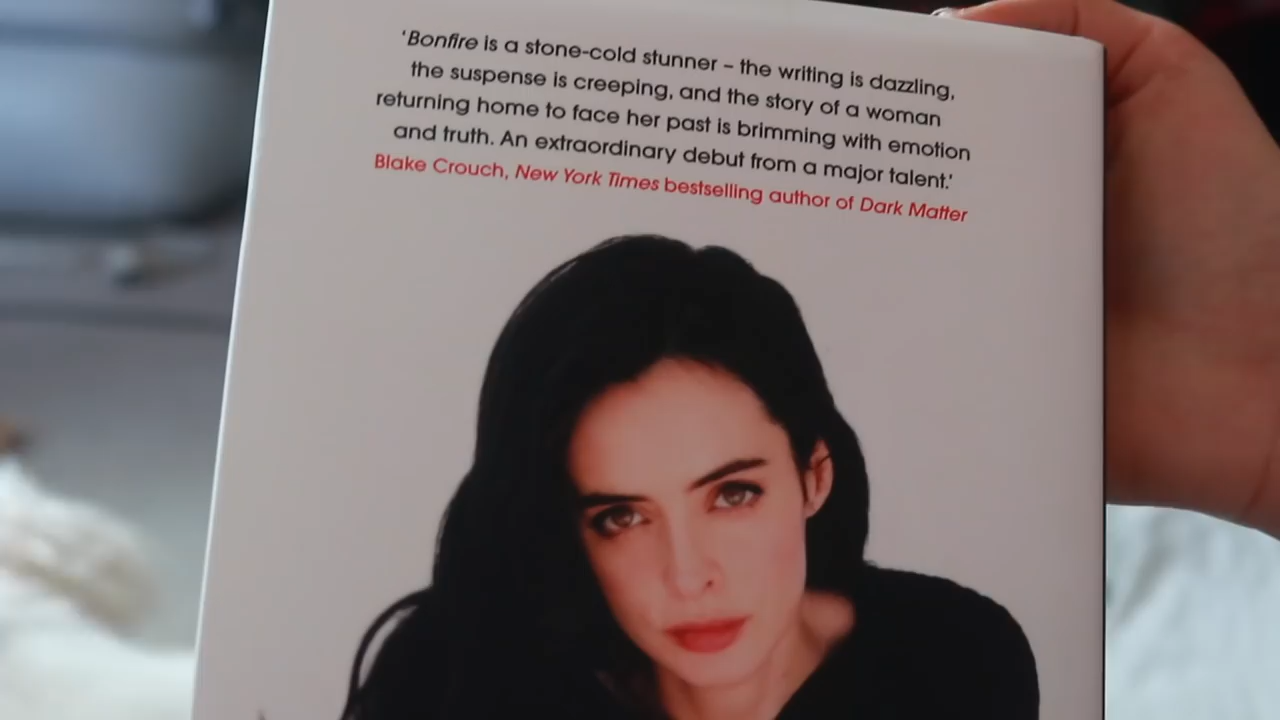 ‘Bonfire is a stone-cold stunner – the writing is dazzling,
the suspense is creeping, and the story of a woman
returning home to face her past is brimming with emotion
and truth. An extraordinary debut from a major talent.’
Blake Crouch, New York Times bestselling author of Dark Matter